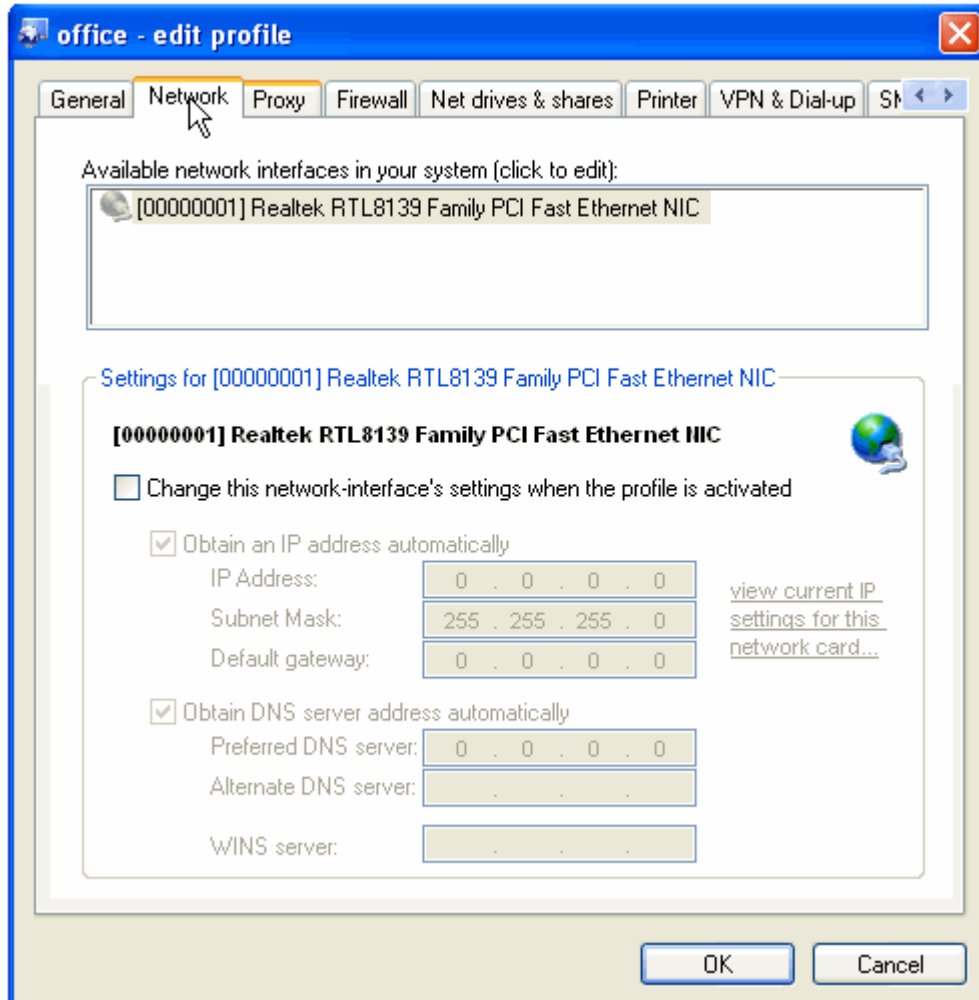 office - edit profile
General Network Proxy Firewall Net drives & shares Printer VPN & Dial-up
Available network interfaces in your system (click to edit):
[00000001] Realtek RTL8139 Family PCI Fast Ethernet NIC
Settings for [00000001] Realtek RTL8139 Family PCI Fast Ethernet NIC
[00000001] Realtek RTL8139 Family PCI Fast Ethernet NIC
Change this network-interface's settings when the profile is activated
Obtain an IP address automatically
IP Address: 0 . 0 . 0 . 0
Subnet Mask: 255 . 255 . 255 . 0
Default gateway: 0 . 0 . 0 . 0
view current IP
settings for this
network card...
Obtain DNS server address automatically
Preferred DNS server: 0 . 0 . 0 . 0
Alternate DNS server: . . .
WINS server: . . .
OK Cancel